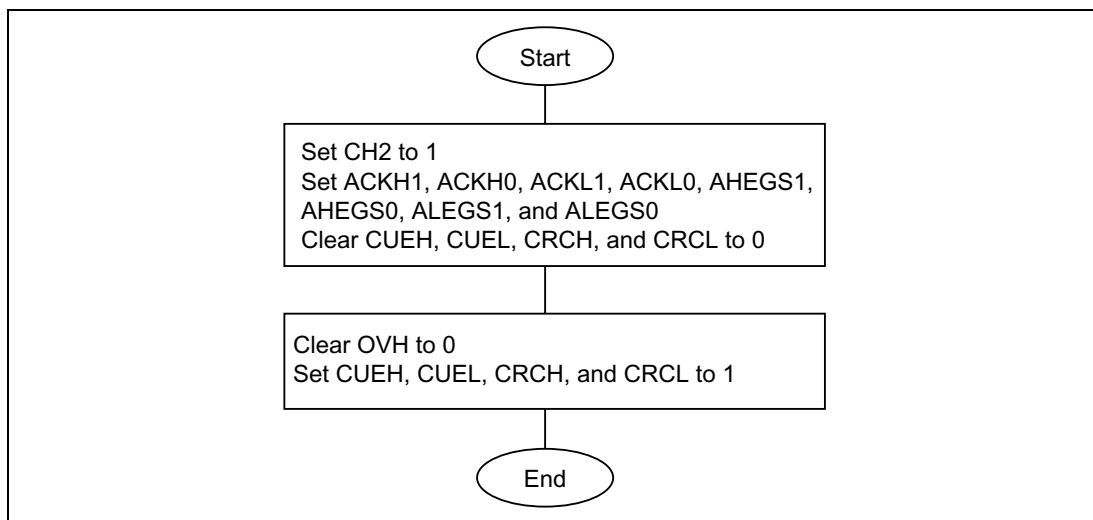 Start
Set CH2 to 1
Set ACKH1, ACKH0, ACKL1, ACKL0, AHEGS1,
AHEGS0, ALEGS1, and ALEGS0
Clear CUEH, CUEL, CRCH, and CRCL to 0
Clear OVH to 0
Set CUEH, CUEL, CRCH, and CRCL to 1
End